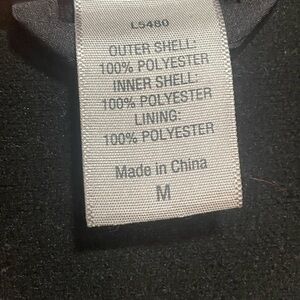 L5480
OUTER SHELL:
100% POLYESTER
INNER SHELL:
100% POLYESTER
LINING:
100% POLYESTER
Made in China
M